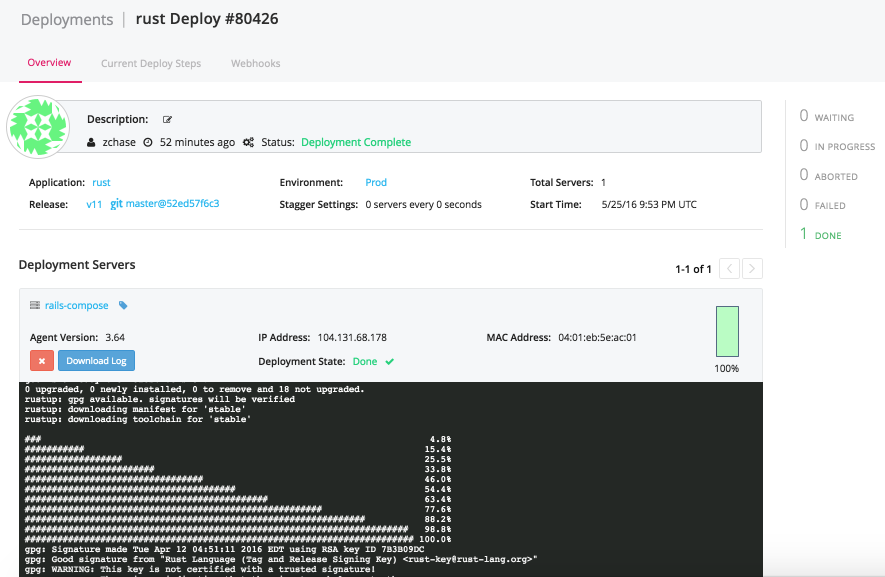 Deployments | rust Deploy #80426
Overview Current Deploy Steps Webhooks
Description:
zchase 52 minutes ago Status: Deployment Complete
0 WAITING
0 IN PROGRESS
0 ABORTED
0 FAILED
1 DONE
Application: rust Environment: Prod Total Servers: 1
Release: v11 git master@52ed57f6c3 Stagger Settings: 0 servers every 0 seconds Start Time: 5/25/16 9:53 PM UTC
Deployment Servers 1-1 of 1
rails-compose
Agent Version: 3.64 IP Address: 104.131.68.178 MAC Address: 04:01:eb:5e:ac:01
Download Log Deployment State: Done
100%
0 upgraded, 0 newly installed, 0 to remove and 18 not upgraded.
rustup: gpg available. signatures will be verified
rustup: downloading manifest for 'stable'
rustup: downloading toolchain for 'stable'
### 4.8%
########### 15.4%
################## 25.5%
######################## 33.8%
################################# 46.0%
####################################### 54.4%
############################################# 63.4%
####################################################### 77.6%
############################################################### 88.2%
####################################################################### 98.8%
######################################################################## 100.0%
gpg: Signature made Tue Apr 12 04:51:11 2016 EDT using RSA key ID 7B3B09DC
gpg: Good signature from "Rust Language (Tag and Release Signing Key) <rust-key@rust-lang.org>"
gpg: WARNING: This key is not certified with a trusted signature!